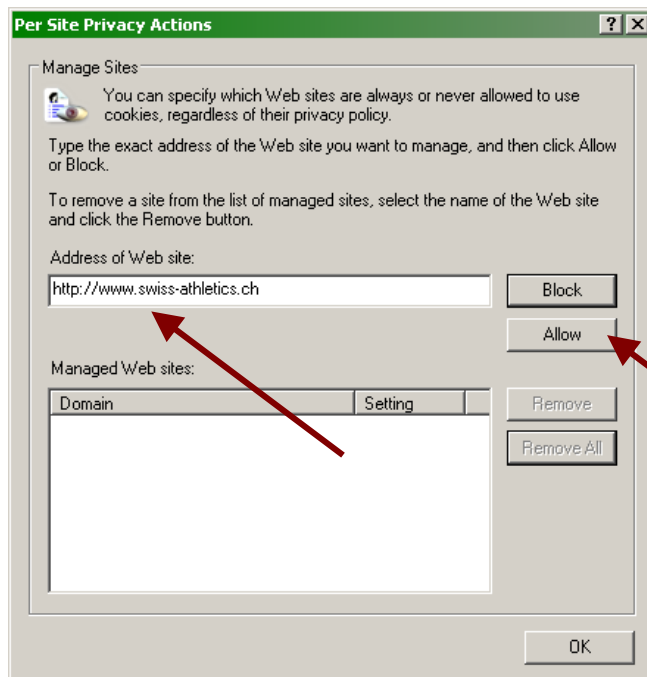 Per Site Privacy Actions
Manage Sites
You can specify which Web sites are always or never allowed to use
cookies, regardless of their privacy policy.
Type the exact address of the Web site you want to manage, and then click Allow
or Block.
To remove a site from the list of managed sites, select the name of the Web site
and click the Remove button.
Address of Web site:
http://www.swiss-athletics.ch
Block
Allow
Managed Web sites:
Domain Setting
Remove
Remove All
OK